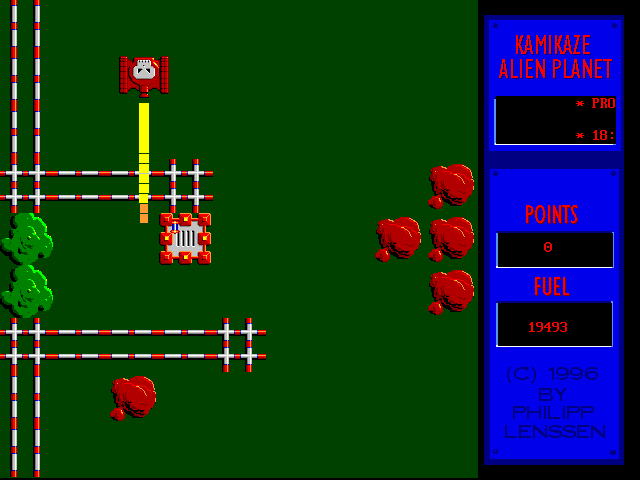 KAMIKAZE
ALIEN PLANET
* PRO
* 18:
POINTS
0
FUEL
19493
(C) 1996
BY
PHILIPP
LENSSEN